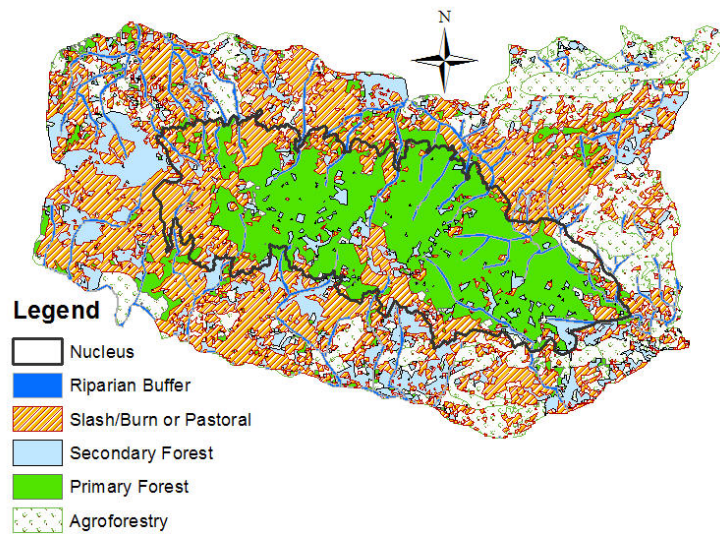 N
Legend
Nucleus
Riparian Buffer
Slash/Burn or Pastoral
Secondary Forest
Primary Forest
Agroforestry